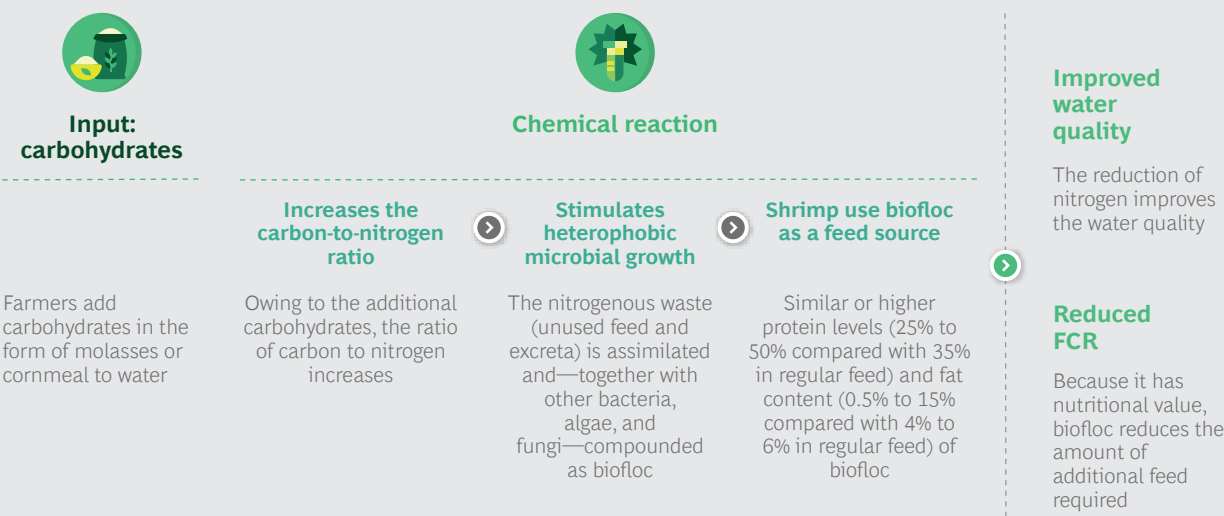 Input:
carbohydrates
Farmers add
carbohydrates in the
form of molasses or
cornmeal to water
Chemical reaction
Increases the
carbon-to-nitrogen
ratio
Owing to the additional
carbohydrates, the ratio
of carbon to nitrogen
increases
Stimulates
heterophobic
microbial growth
The nitrogenous waste
(unused feed and
excreta) is assimilated
and—together with
other bacteria,
algae, and
fungi—compounded
as biofloc
Shrimp use biofloc
as a feed source
Similar or higher
protein levels (25% to
50% compared with 35%
in regular feed) and fat
content (0.5% to 15%
compared with 4% to
6% in regular feed) of
biofloc
Improved
water
quality
The reduction of
nitrogen improves
the water quality
Reduced
FCR
Because it has
nutritional value,
biofloc reduces the
amount of
additional feed
required